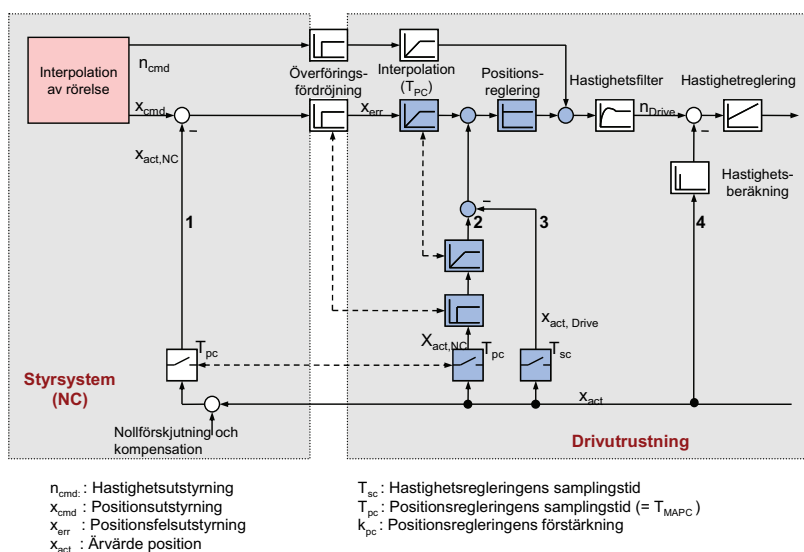 Interpolation
av rörelse
n_cmd
x_cmd
x_act,NC
Överförings-
fördröjning
Interpolation
(T_PC)
x_err
Positions-
reglering
Hastighetsfilter
n_Drive
Hastighetreglering
Hastighets-
beräkning
1
2
3
4
x_act, Drive
X_act,NC
T_pc
T_pc
T_sc
x_act
Styrsystem
(NC)
Nollförskjutning och
kompensation
Drivutrustning
n_cmd: : Hastighetsutstyrning
x_cmd : Positionsutstyrning
x_err : Positionsfelsutstyrning
x_act : Ärvärde position
T_sc : Hastighetsregleringens samplingstid
T_pc : Positionsregleringens samplingstid (= T_MAPC)
k_pc : Positionsregleringens förstärkning